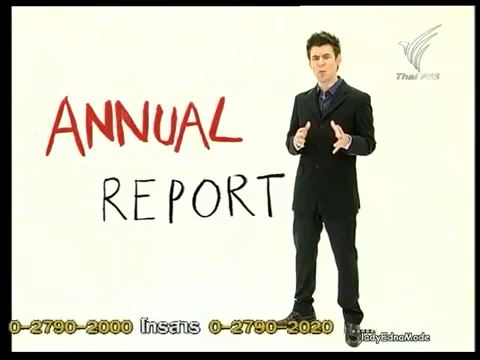 Thai PBS
ANNUAL
REPORT
0-2790-2000 โทรสาร 0-2790-2020
ladyEdnaMode